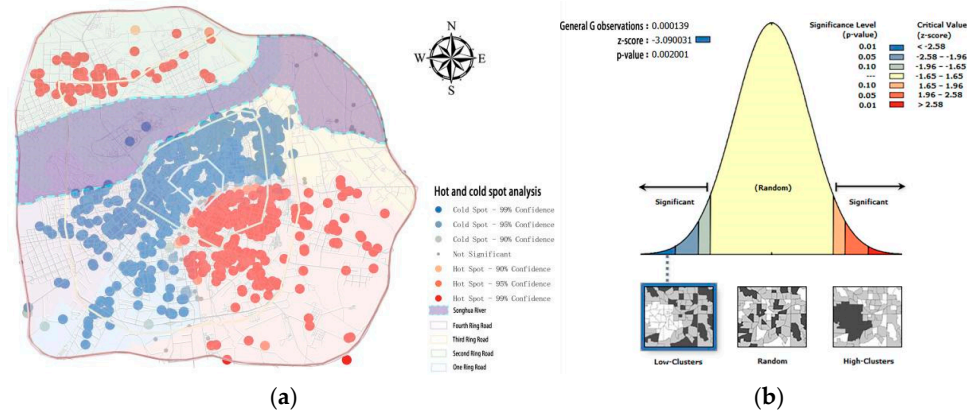 N
W
E
S
Hot and cold spot analysis
Cold Spot - 99% Confidence
Cold Spot - 95% Confidence
Cold Spot - 90% Confidence
Not Significant
Hot Spot - 90% Confidence
Hot Spot - 95% Confidence
Hot Spot - 99% Confidence
Songhua River
Fourth Ring Road
Third Ring Road
Second Ring Road
One Ring Road
(a)
General G observations : 0.000139
z-score : -3.090031
p-value : 0.002001
Significance Level
(p-value)
Critical Value
(z-score)
0.01 < -2.58
0.05 -2.58 - -1.96
0.10 -1.96 - -1.65
--- -1.65 - 1.65
0.10 1.65 - 1.96
0.05 1.96 - 2.58
0.01 > 2.58
(Random)
Significant
Significant
Low-Clusters
Random
High-Clusters
(b)